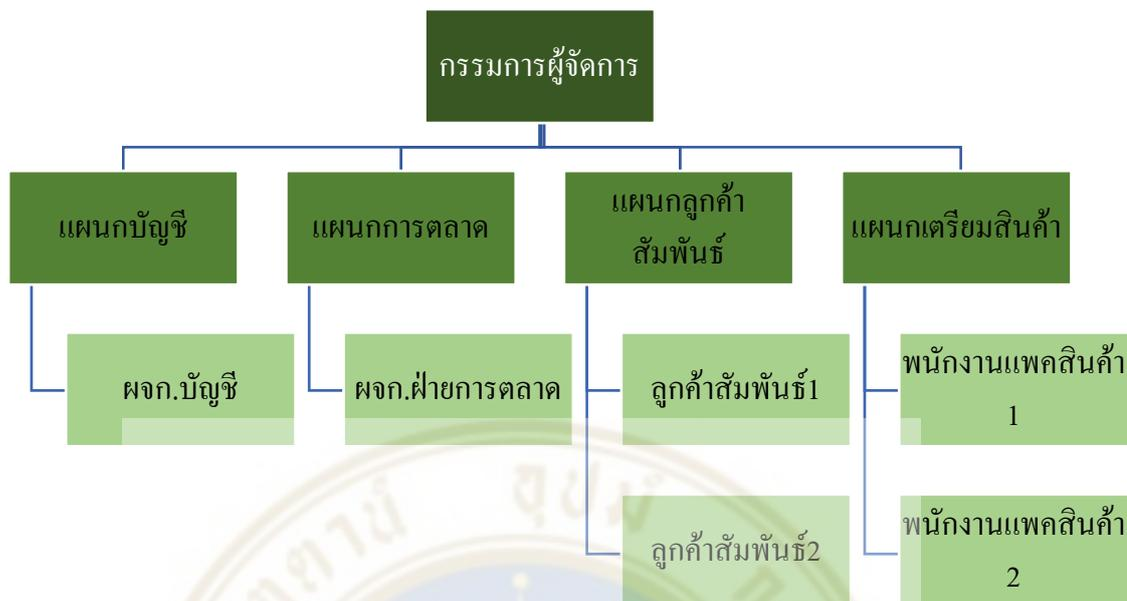 กรรมการผู้จัดการ
แผนกบัญชี
แผนกการตลาด
แผนกลูกค้า
สัมพันธ์
แผนกเตรียมสินค้า
ผจก.บัญชี
ผจก.ฝ่ายการตลาด
ลูกค้าสัมพันธ์1
พนักงานแพคสินค้า
1
ลูกค้าสัมพันธ์2
พนักงานแพคสินค้า
2